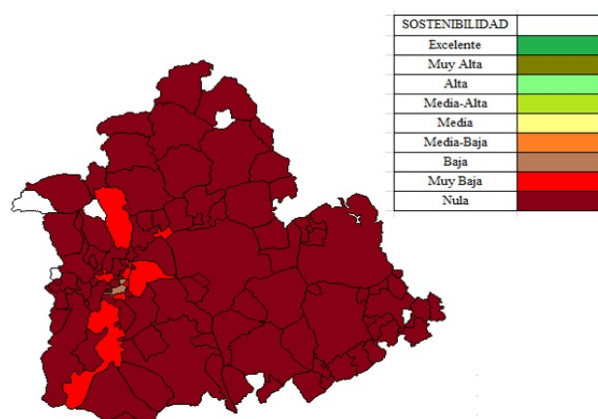 SOSTENIBILIDAD
Excelente
Muy Alta
Alta
Media-Alta
Media
Media-Baja
Baja
Muy Baja
Nula